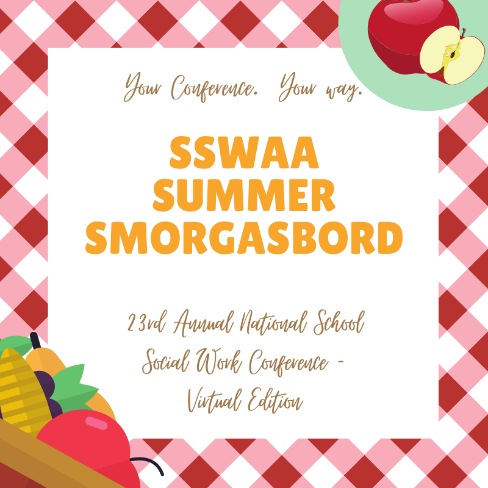 Your Conference. Your way.
SSWAA
SUMMER
SMORGASBORD
23rd Annual National School
Social Work Conference -
Virtual Edition